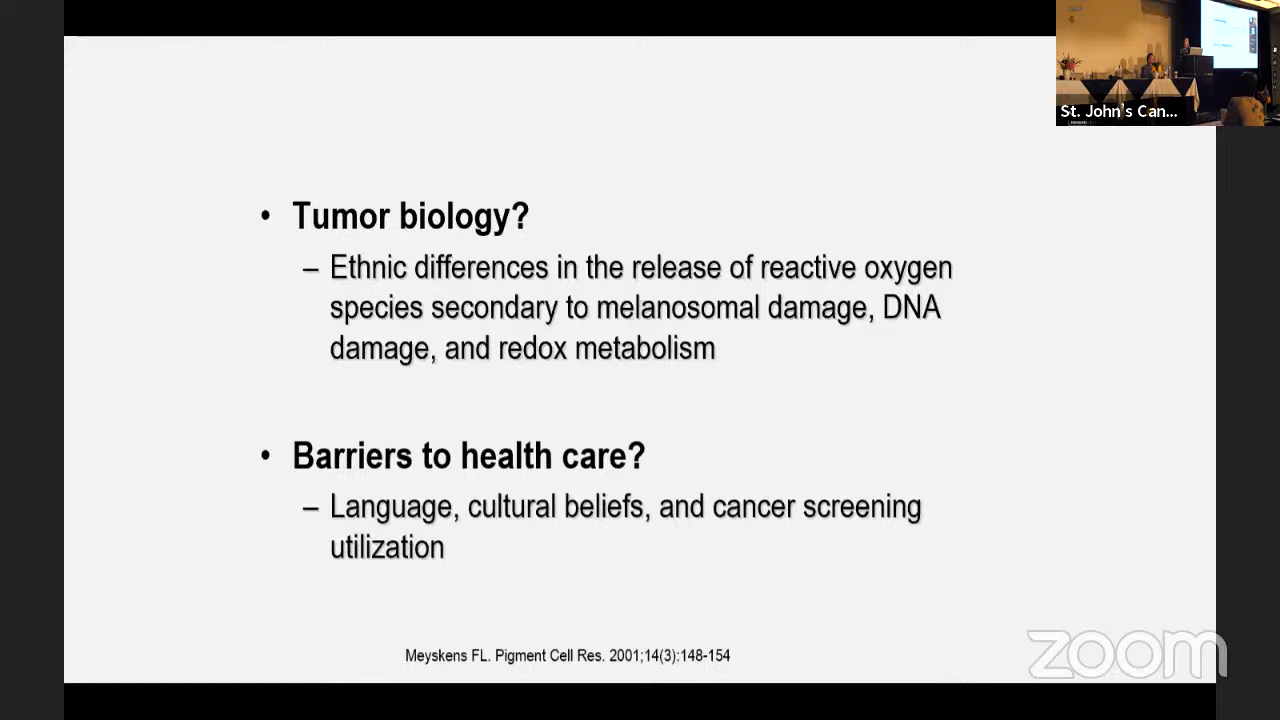 St. John's Can...
• Tumor biology?
– Ethnic differences in the release of reactive oxygen
species secondary to melanosomal damage, DNA
damage, and redox metabolism
• Barriers to health care?
– Language, cultural beliefs, and cancer screening
utilization
Meyskens FL. Pigment Cell Res. 2001;14(3):148-154
zoom